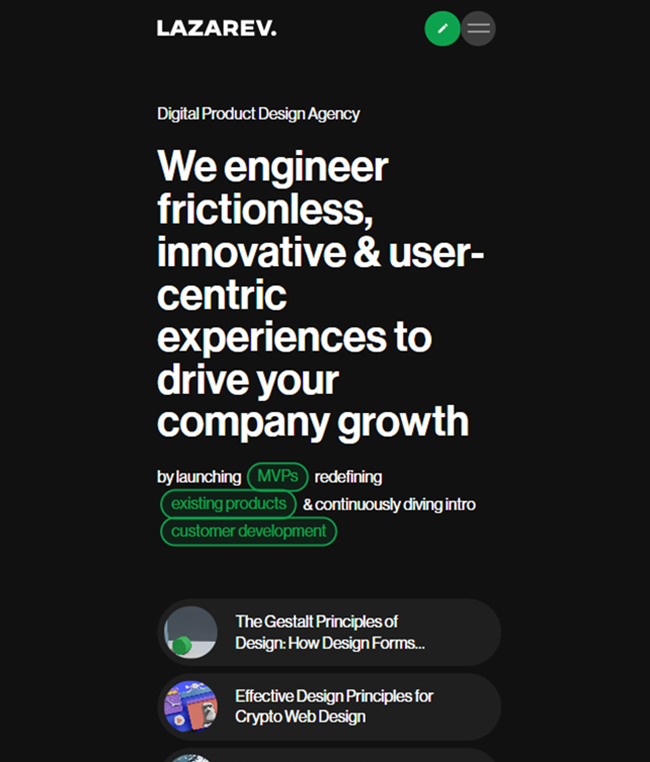 LAZAREV.
Digital Product Design Agency
We engineer
frictionless,
innovative & user-
centric
experiences to
drive your
company growth
by launching MVPs redefining
existing products & continuously diving intro
customer development
The Gestalt Principles of
Design: How Design Forms...
Effective Design Principles for
Crypto Web Design